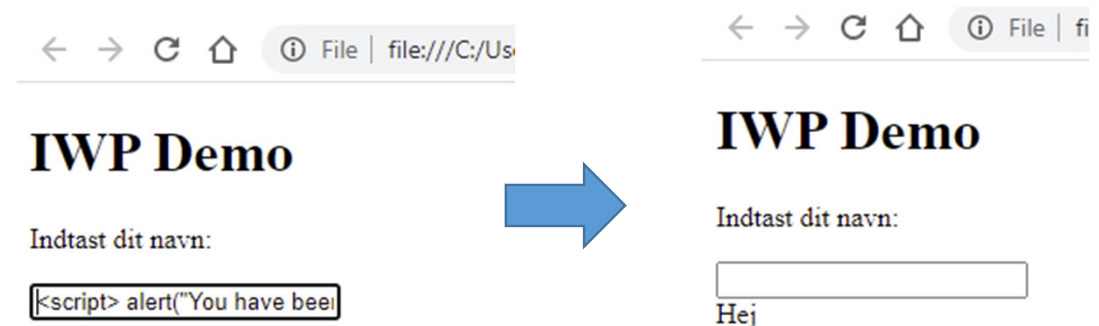 File | file:///C:/Us
IWP Demo
Indtast dit navn:
<script> alert("You have beer
File | fi
IWP Demo
Indtast dit navn:
Hej